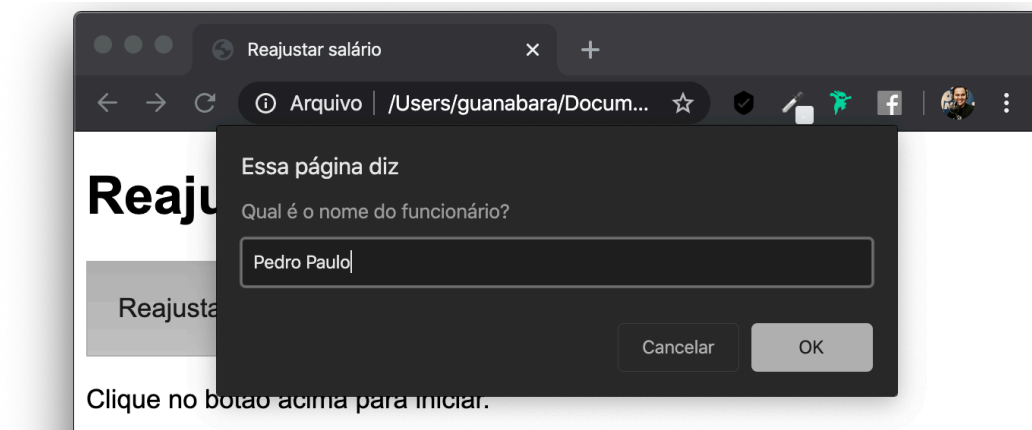 Reajustar salário
Arquivo | /Users/guanabara/Docum...
Essa página diz
Qual é o nome do funcionário?
Pedro Paulo
Cancelar OK
Reaju
Reajusta
Clique no botão acima para iniciar.